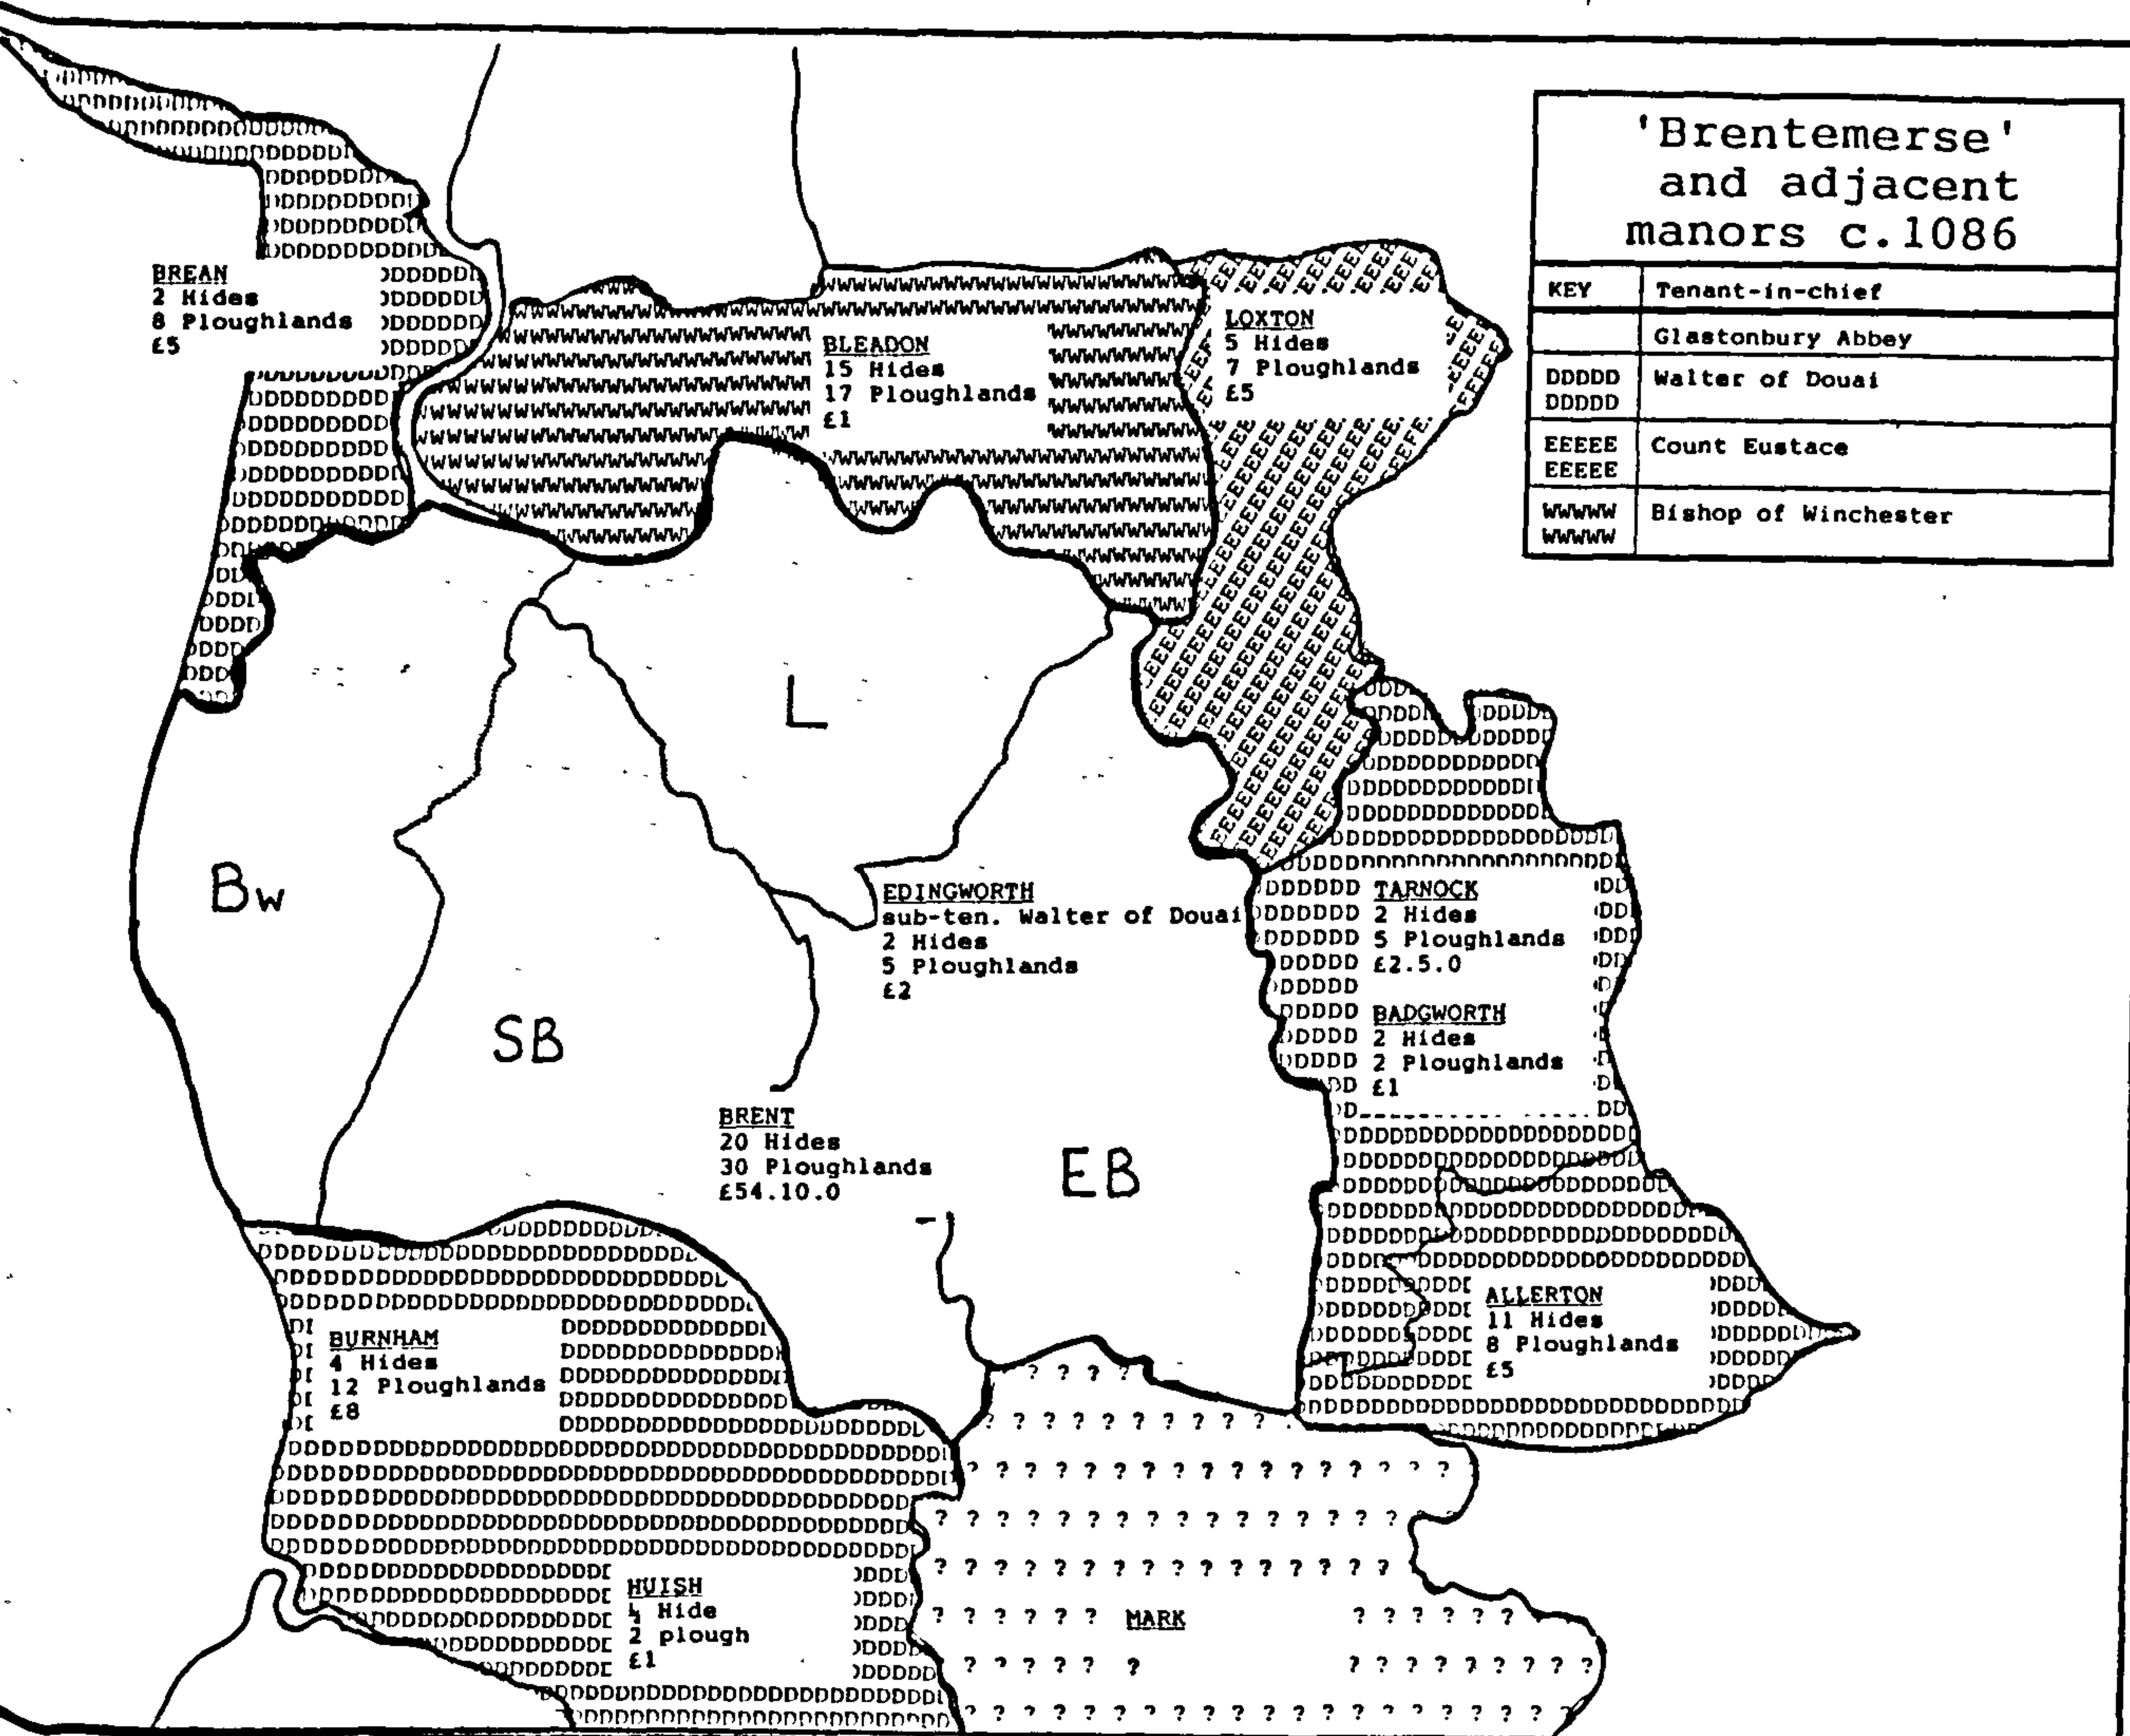 'Brentemerse'
and adjacent
manors c.1086
KEY Tenant-in-chief
Glastonbury Abbey
DDDDD Walter of Douai
DDDDD
EEEEE Count Eustace
EEEEE
WWWWW Bishop of Winchester
WWWWW
BREAN
2 Hides
8 Ploughlands
£5
BLEADON
15 Hides
17 Ploughlands
£1
LOXTON
5 Hides
7 Ploughlands
£5
L
Bw
EDINGWORTH
sub-ten. Walter of Douai
2 Hides
5 Ploughlands
£2
TARNOCK
2 Hides
5 Ploughlands
£2.5.0
BADGWORTH
2 Hides
2 Ploughlands
£1
SB
BRENT
20 Hides
30 Ploughlands
£54.10.0
EB
ALLERTON
11 Hides
8 Ploughlands
£5
BURNHAM
4 Hides
12 Ploughlands
£8
HUISH
Hide
2 plough
£1
MARK
?